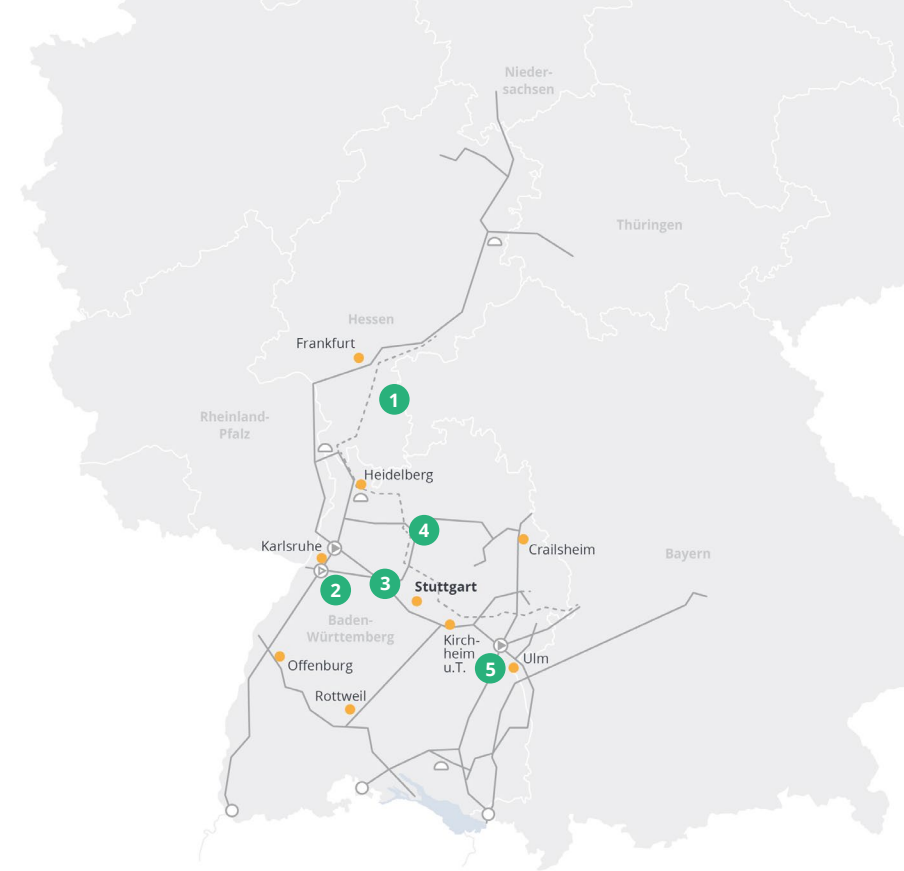 Nieder-
sachsen
Thüringen
Hessen
Frankfurt
1
Rheinland-
Pfalz
Heidelberg
4
Karlsruhe
Crailsheim
Bayern
2
3
Stuttgart
Baden-
Württemberg
Kirch-
heim
u.T.
5
Ulm
Offenburg
Rottweil